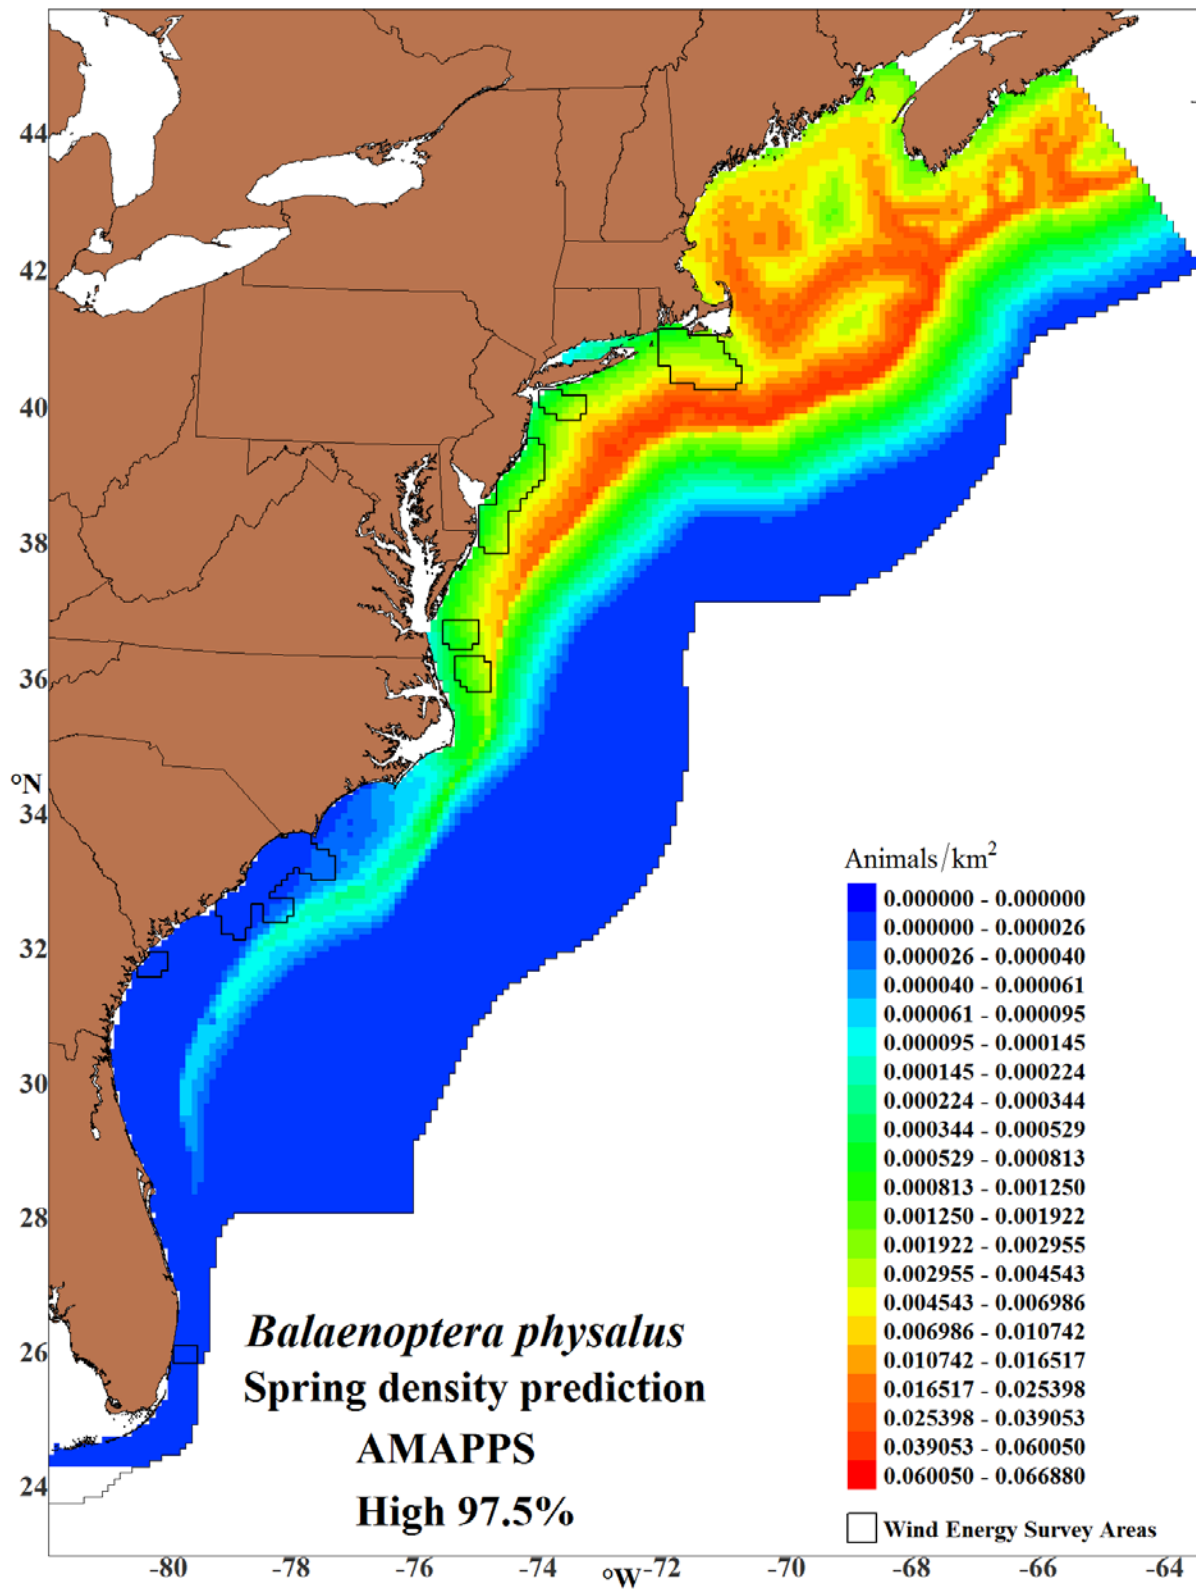 44
42
40
38
36
°N
34
32
30
28
26
24
Animals/km²
0.000000 - 0.000000
0.000000 - 0.000026
0.000026 - 0.000040
0.000040 - 0.000061
0.000061 - 0.000095
0.000095 - 0.000145
0.000145 - 0.000224
0.000224 - 0.000344
0.000344 - 0.000529
0.000529 - 0.000813
0.000813 - 0.001250
0.001250 - 0.001922
0.001922 - 0.002955
0.002955 - 0.004543
0.004543 - 0.006986
0.006986 - 0.010742
0.010742 - 0.016517
0.016517 - 0.025398
0.025398 - 0.039053
0.039053 - 0.060050
0.060050 - 0.066880
Wind Energy Survey Areas
Balaenoptera physalus
Spring density prediction
AMAPPS
High 97.5%
-80 -78 -76 -74 °W -72 -70 -68 -66 -64